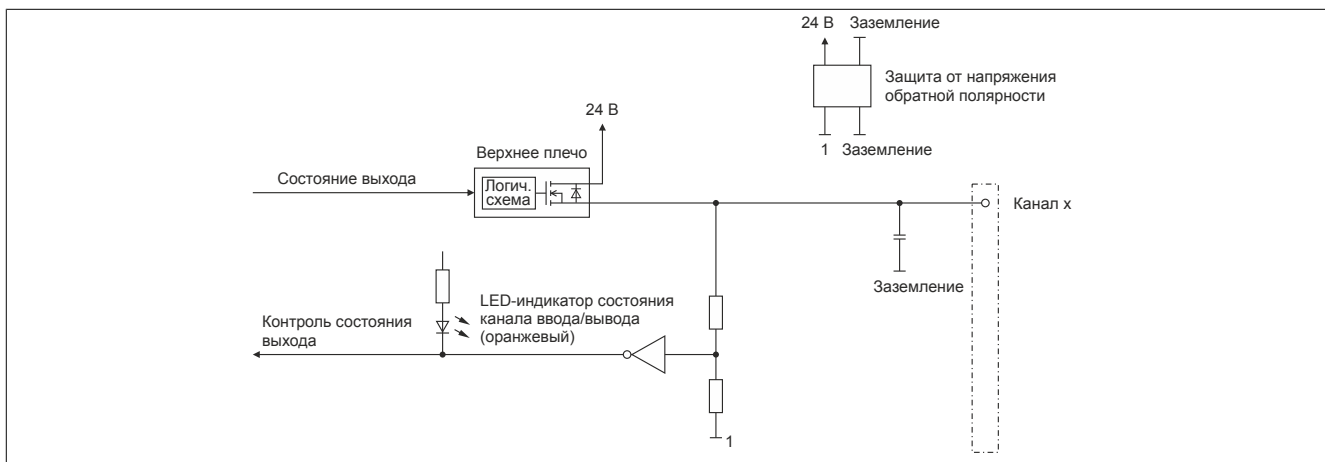 24 В Заземление
Защита от напряжения
обратной полярности
1 Заземление
24 В
Верхнее плечо
Состояние выхода
Логич.
схема
Канал x
Заземление
LED-индикатор состояния
канала ввода/вывода
(оранжевый)
Контроль состояния
выхода
1